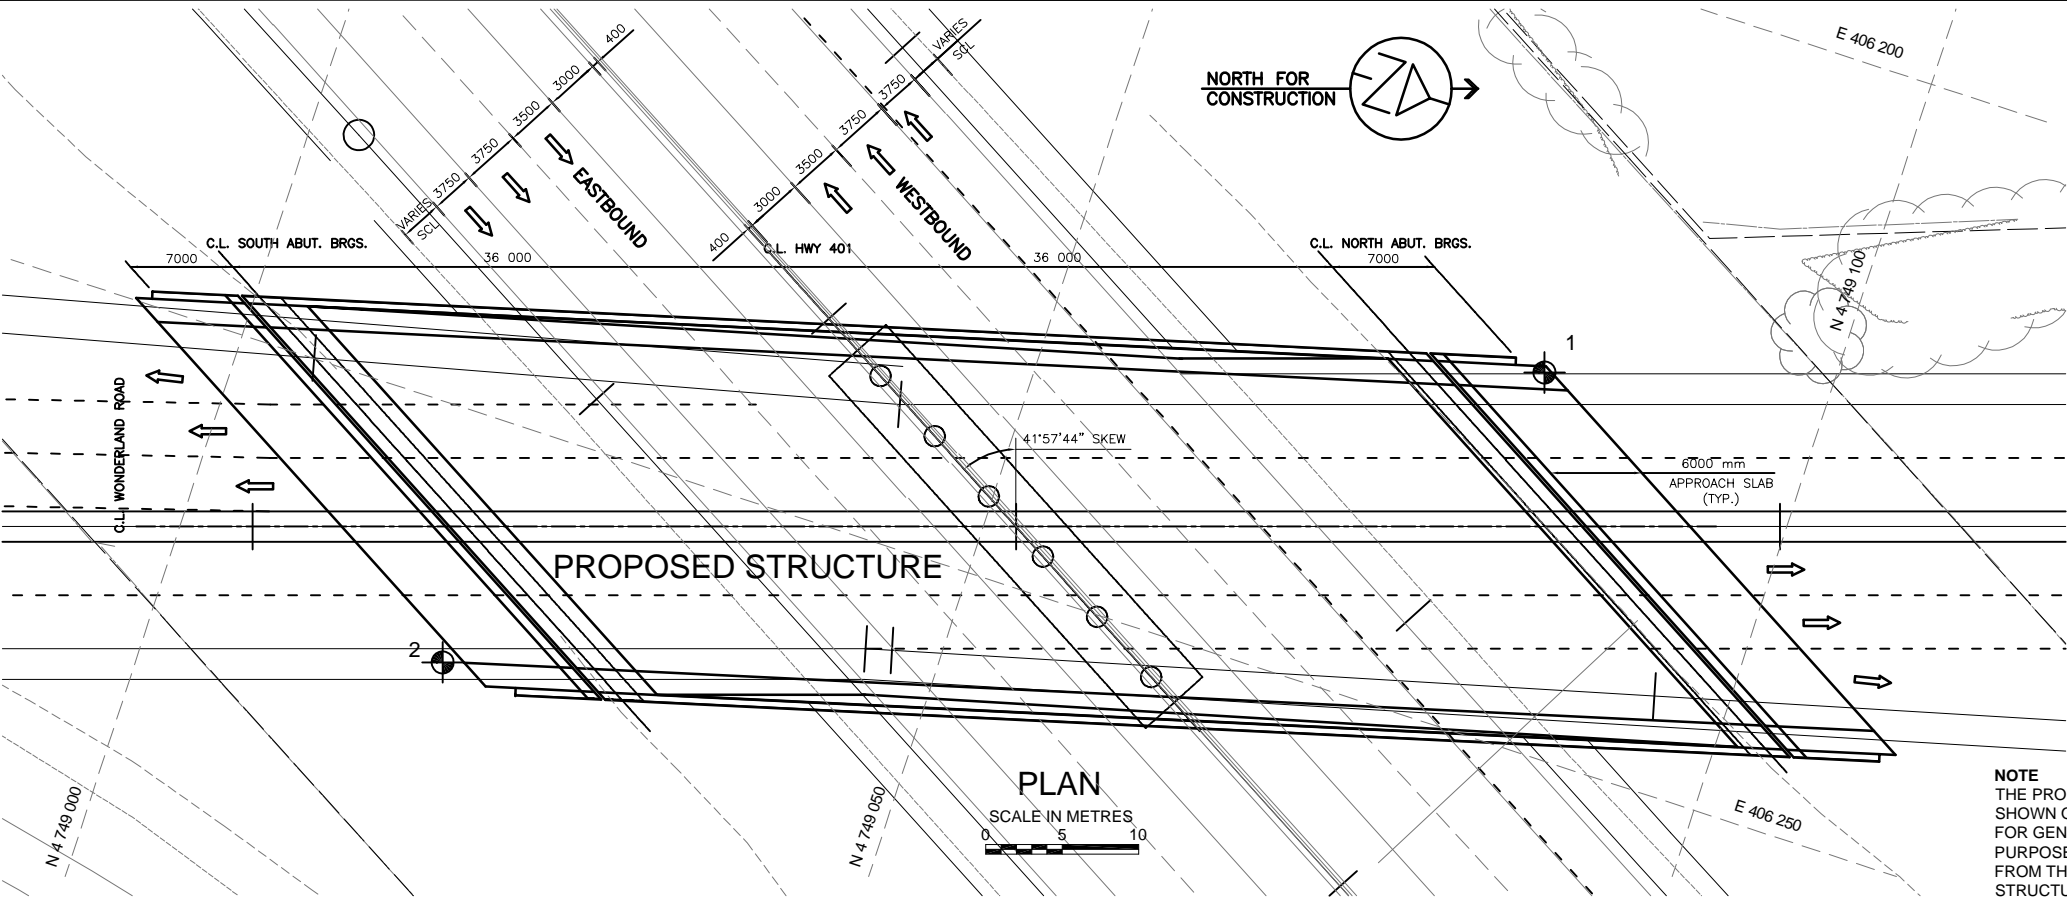 E 406 200
400
VARIES
SCL
3000
3750
NORTH FOR
CONSTRUCTION
3500
3750
3750
3500
3750
EASTBOUND
WESTBOUND
3000
VARIES
SCL
400
C.L. SOUTH ABUT. BRGS.
C.L. HWY 401
C.L. NORTH ABUT. BRGS.
7000
36 000
36 000
7000
N 4 749 100
1
C.L. WONDERLAND ROAD
41°57'44" SKEW
6000 mm
APPROACH SLAB
(TYP.)
PROPOSED STRUCTURE
2
PLAN
SCALE IN METRES
0 5 10
N 4 749 000
N 4 749 050
E 406 250
NOTE
THE PRO
SHOWN O
FOR GEN
PURPOSE
FROM TH
STRUCTU